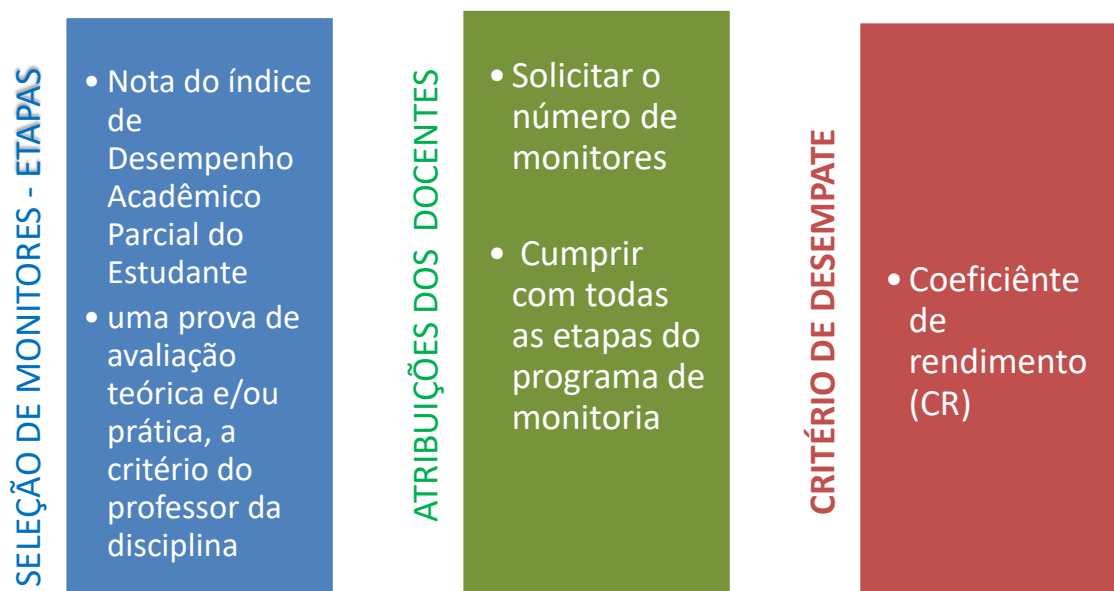 SELEÇÃO DE MONITORES - ETAPAS
• Nota do índice
de
Desempenho
Acadêmico
Parcial do
Estudante
• uma prova de
avaliação
teórica e/ou
prática, a
critério do
professor da
disciplina
ATRIBUIÇÕES DOS DOCENTES
• Solicitar o
número de
monitores
• Cumprir
com todas
as etapas do
programa de
monitoria
CRITÉRIO DE DESEMPATE
• Coeficiênte
de
rendimento
(CR)